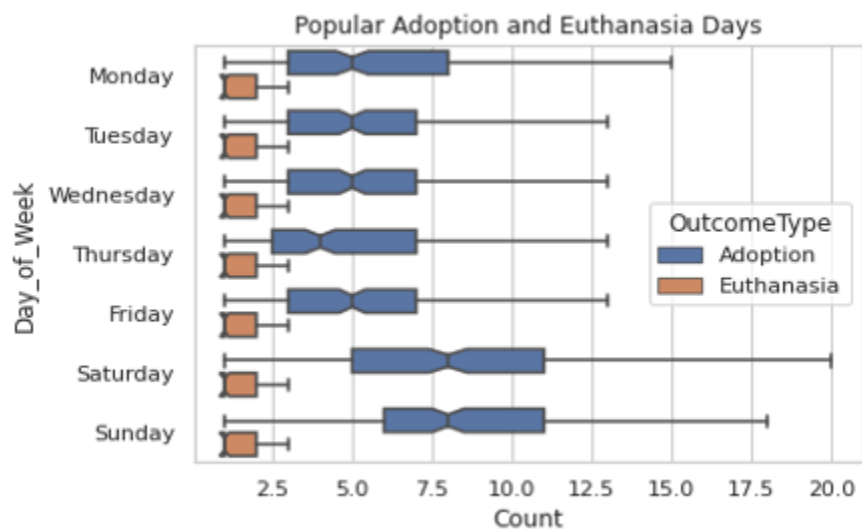 Popular Adoption and Euthanasia Days
Day_of_Week
Monday
Tuesday
Wednesday
Thursday
Friday
Saturday
Sunday
OutcomeType
Adoption
Euthanasia
2.5 5.0 7.5 10.0 12.5 15.0 17.5 20.0
Count